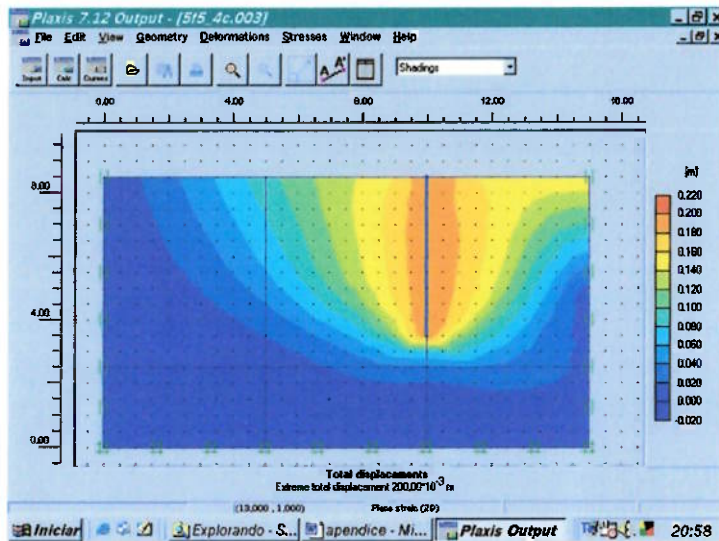 Plaxis 7.12 Output - [5f5_4c.003]
File Edit View Geometry Deformations Stresses Window Help
Input Calc Curves Shadings
0.00 4.00 8.00 12.00 16.00
8.00
4.00
0.00
[m]
0.220
0.200
0.180
0.160
0.140
0.120
0.100
0.080
0.060
0.040
0.020
0.000
-0.020
Total displacements
Extreme total displacement 200,00*10⁻³ m
(13,000 , 1,000) Plane strain (2D)
Iniciar Explorando - S... apendice - Mi... Plaxis Output 20:58